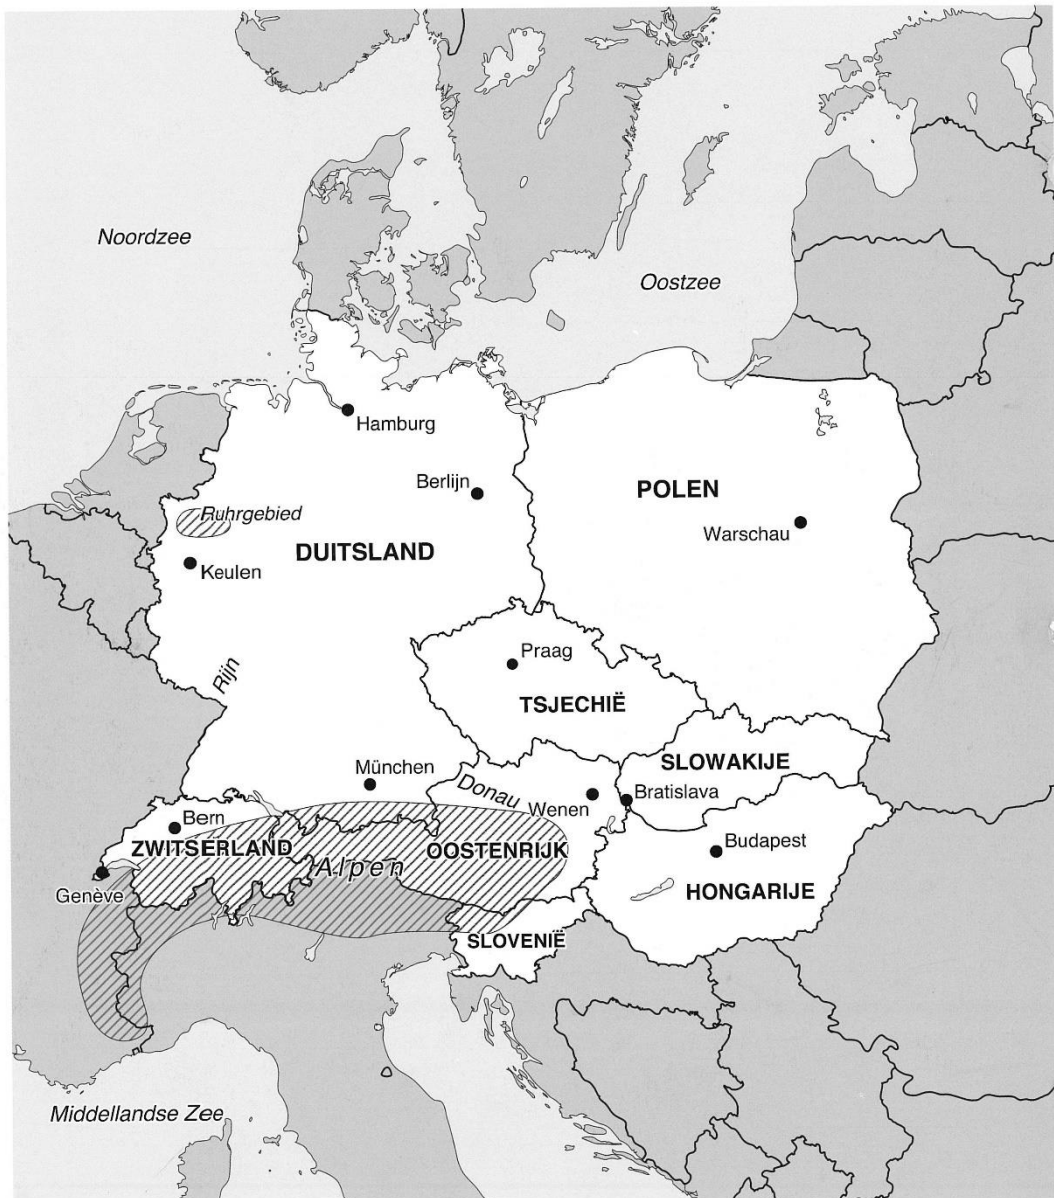 Noordzee
Oostzee
Hamburg
Berlijn
POLEN
Ruhrgebied
Warschau
DUITSLAND
Keulen
Praag
Rijn
TSJECHIË
SLOWAKIJE
München
Donau
Wenen
Bratislava
Bern
ZWITSERLAND
OOSTENRIJK
Budapest
Alpen
Genève
HONGARIJE
SLOVENIË
Middellandse Zee